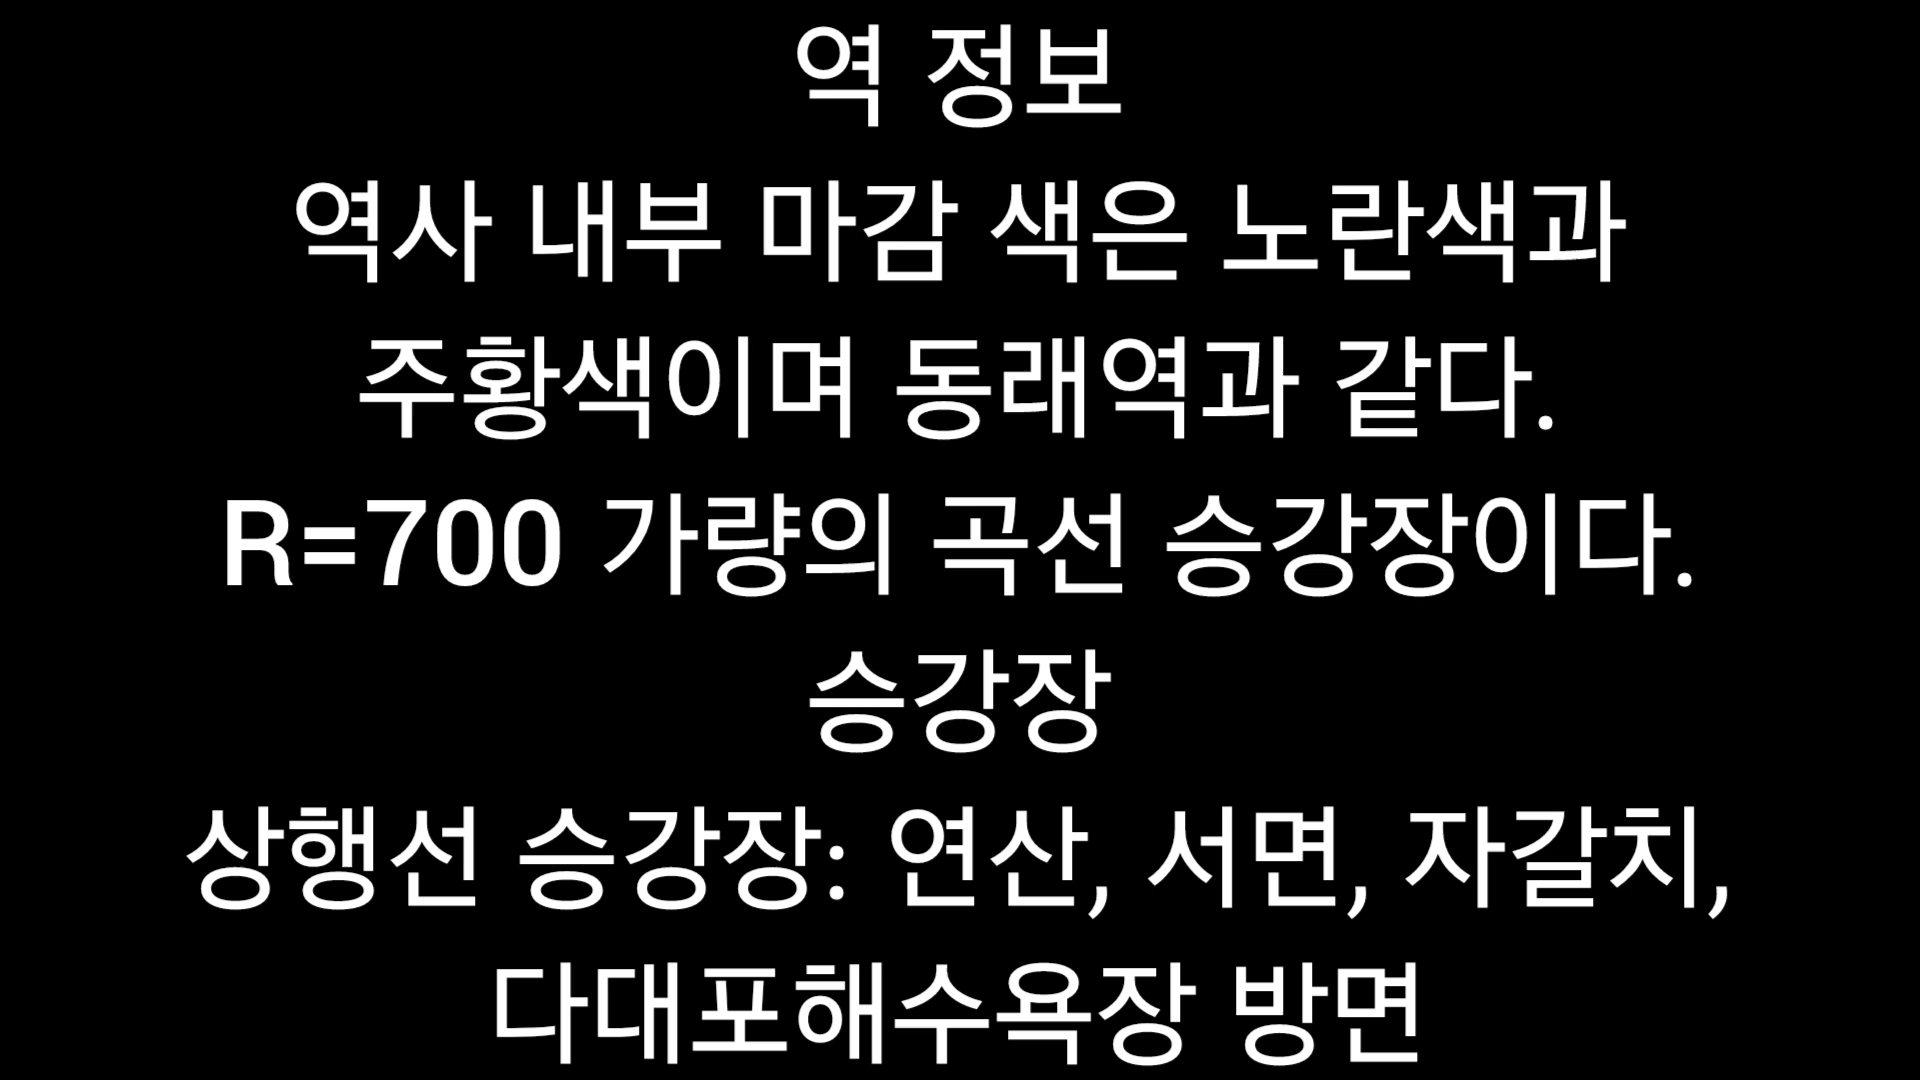 역 정보
역사 내부 마감 색은 노란색과
주황색이며 동래역과 같다.
R=700 가량의 곡선 승강장이다.
승강장
상행선 승강장: 연산, 서면, 자갈치,
다대포해수욕장 방면